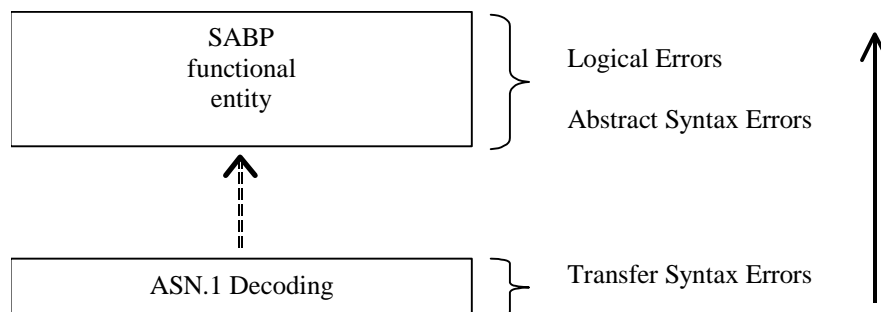 SABP
functional
entity
Logical Errors
Abstract Syntax Errors
ASN.1 Decoding
Transfer Syntax Errors